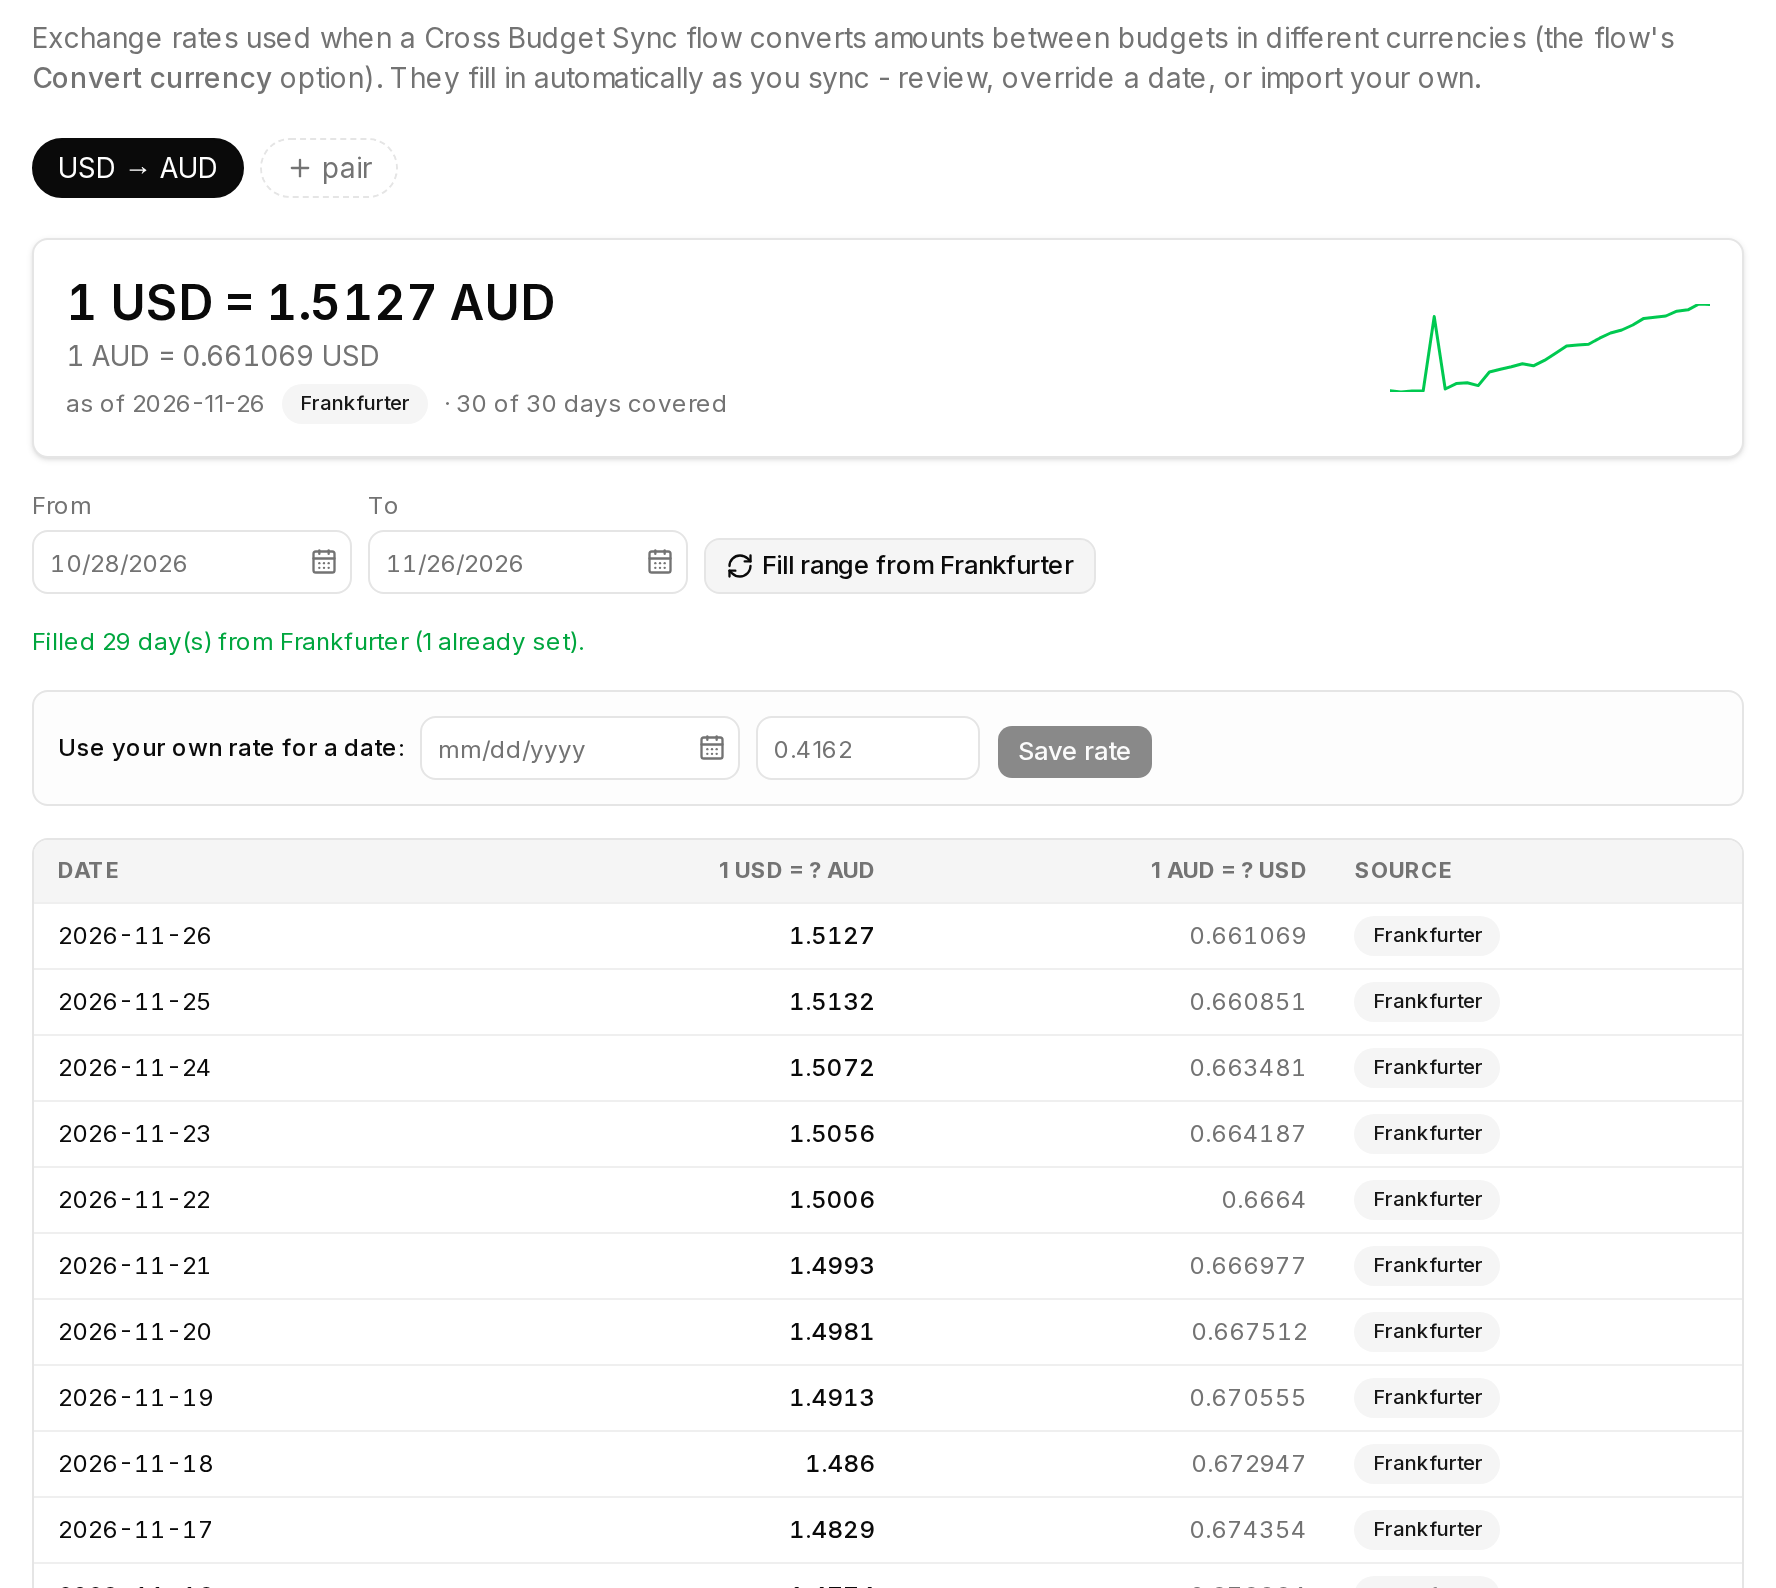 Exchange rates used when a Cross Budget Sync flow converts amounts between budgets in different currencies (the flow's
Convert currency option). They fill in automatically as you sync - review, override a date, or import your own.
USD → AUD
+ pair
1 USD = 1.5127 AUD
1 AUD = 0.661069 USD
as of 2026-11-26 Frankfurter · 30 of 30 days covered
From To
10/28/2026 11/26/2026 Fill range from Frankfurter
Filled 29 day(s) from Frankfurter (1 already set).
Use your own rate for a date: mm/dd/yyyy 0.4162 Save rate
DATE 1 USD = ? AUD 1 AUD = ? USD SOURCE
2026-11-26 1.5127 0.661069 Frankfurter
2026-11-25 1.5132 0.660851 Frankfurter
2026-11-24 1.5072 0.663481 Frankfurter
2026-11-23 1.5056 0.664187 Frankfurter
2026-11-22 1.5006 0.6664 Frankfurter
2026-11-21 1.4993 0.666977 Frankfurter
2026-11-20 1.4981 0.667512 Frankfurter
2026-11-19 1.4913 0.670555 Frankfurter
2026-11-18 1.486 0.672947 Frankfurter
2026-11-17 1.4829 0.674354 Frankfurter